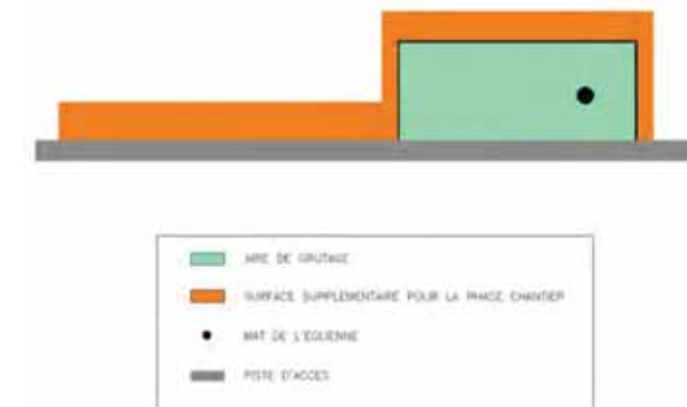 AIRE DE GRUTAGE
SURFACE SUPPLEMENTAIRE POUR LA PHASE CHANTIER
MAT DE L'EOLIENNE
PISTE D'ACCES